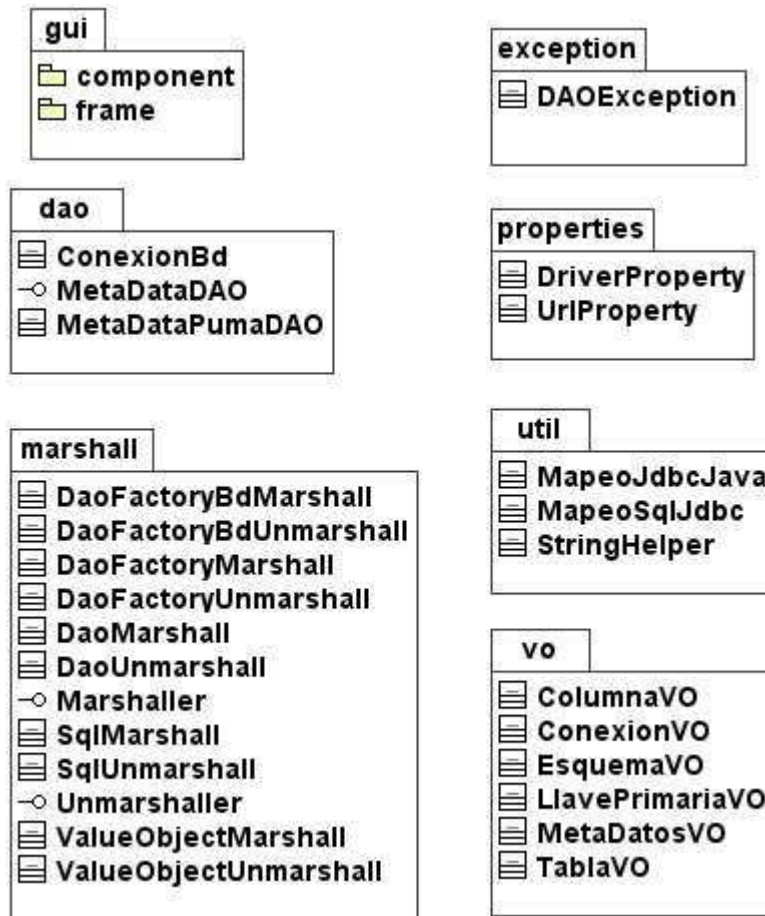 gui
component
frame
dao
ConexionBd
MetaDataDAO
MetaDataPumaDAO
marshall
DaoFactoryBdMarshall
DaoFactoryBdUnmarshall
DaoFactoryMarshall
DaoFactoryUnmarshall
DaoMarshall
DaoUnmarshall
Marshaller
SqlMarshall
SqlUnmarshall
Unmarshaller
ValueObjectMarshall
ValueObjectUnmarshall
exception
DAOException
properties
DriverProperty
UrlProperty
util
MapeoJdbcJava
MapeoSqlJdbc
StringHelper
vo
ColumnaVO
ConexionVO
EsquemaVO
LlavePrimariaVO
MetaDatosVO
TablaVO